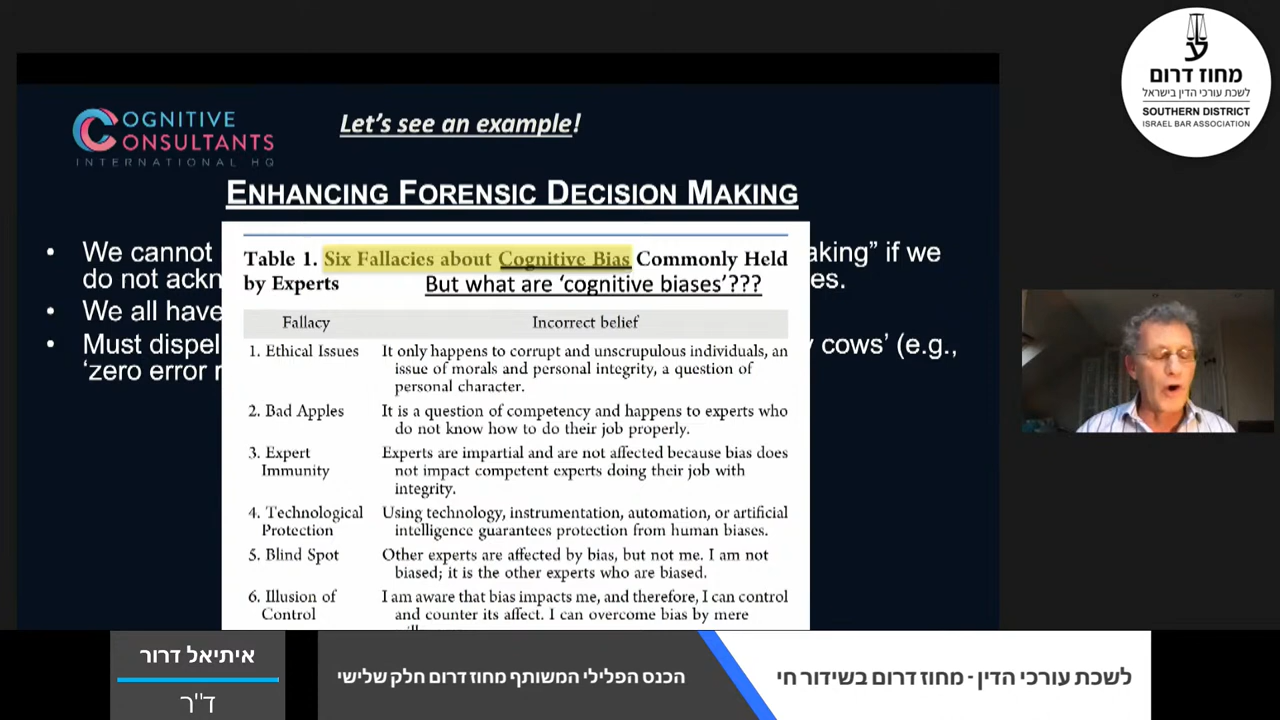 COGNITIVE
CONSULTANTS
INTERNATIONAL HQ
Let's see an example!
ENHANCING FORENSIC DECISION MAKING
• We cannot aking” if we
do not ackn es.
• We all have
• Must dispel y cows' (e.g.,
‘zero error r
Table 1. Six Fallacies about Cognitive Bias Commonly Held
by Experts But what are ‘cognitive biases’???
Fallacy Incorrect belief
1. Ethical Issues It only happens to corrupt and unscrupulous individuals, an
issue of morals and personal integrity, a question of
personal character.
2. Bad Apples It is a question of competency and happens to experts who
do not know how to do their job properly.
3. Expert Experts are impartial and are not affected because bias does
Immunity not impact competent experts doing their job with
integrity.
4. Technological Using technology, instrumentation, automation, or artificial
Protection intelligence guarantees protection from human biases.
5. Blind Spot Other experts are affected by bias, but not me. I am not
biased; it is the other experts who are biased.
6. Illusion of I am aware that bias impacts me, and therefore, I can control
Control and counter its affect. I can overcome bias by mere
מחוז דרום
לשכת עורכי הדין בישראל
SOUTHERN DISTRICT
ISRAEL BAR ASSOCIATION
איתיאל דרור
ד"ר
הכנס הפלילי המשותף מחוז דרום חלק שלישי
לשכת עורכי הדין - מחוז דרום בשידור חי